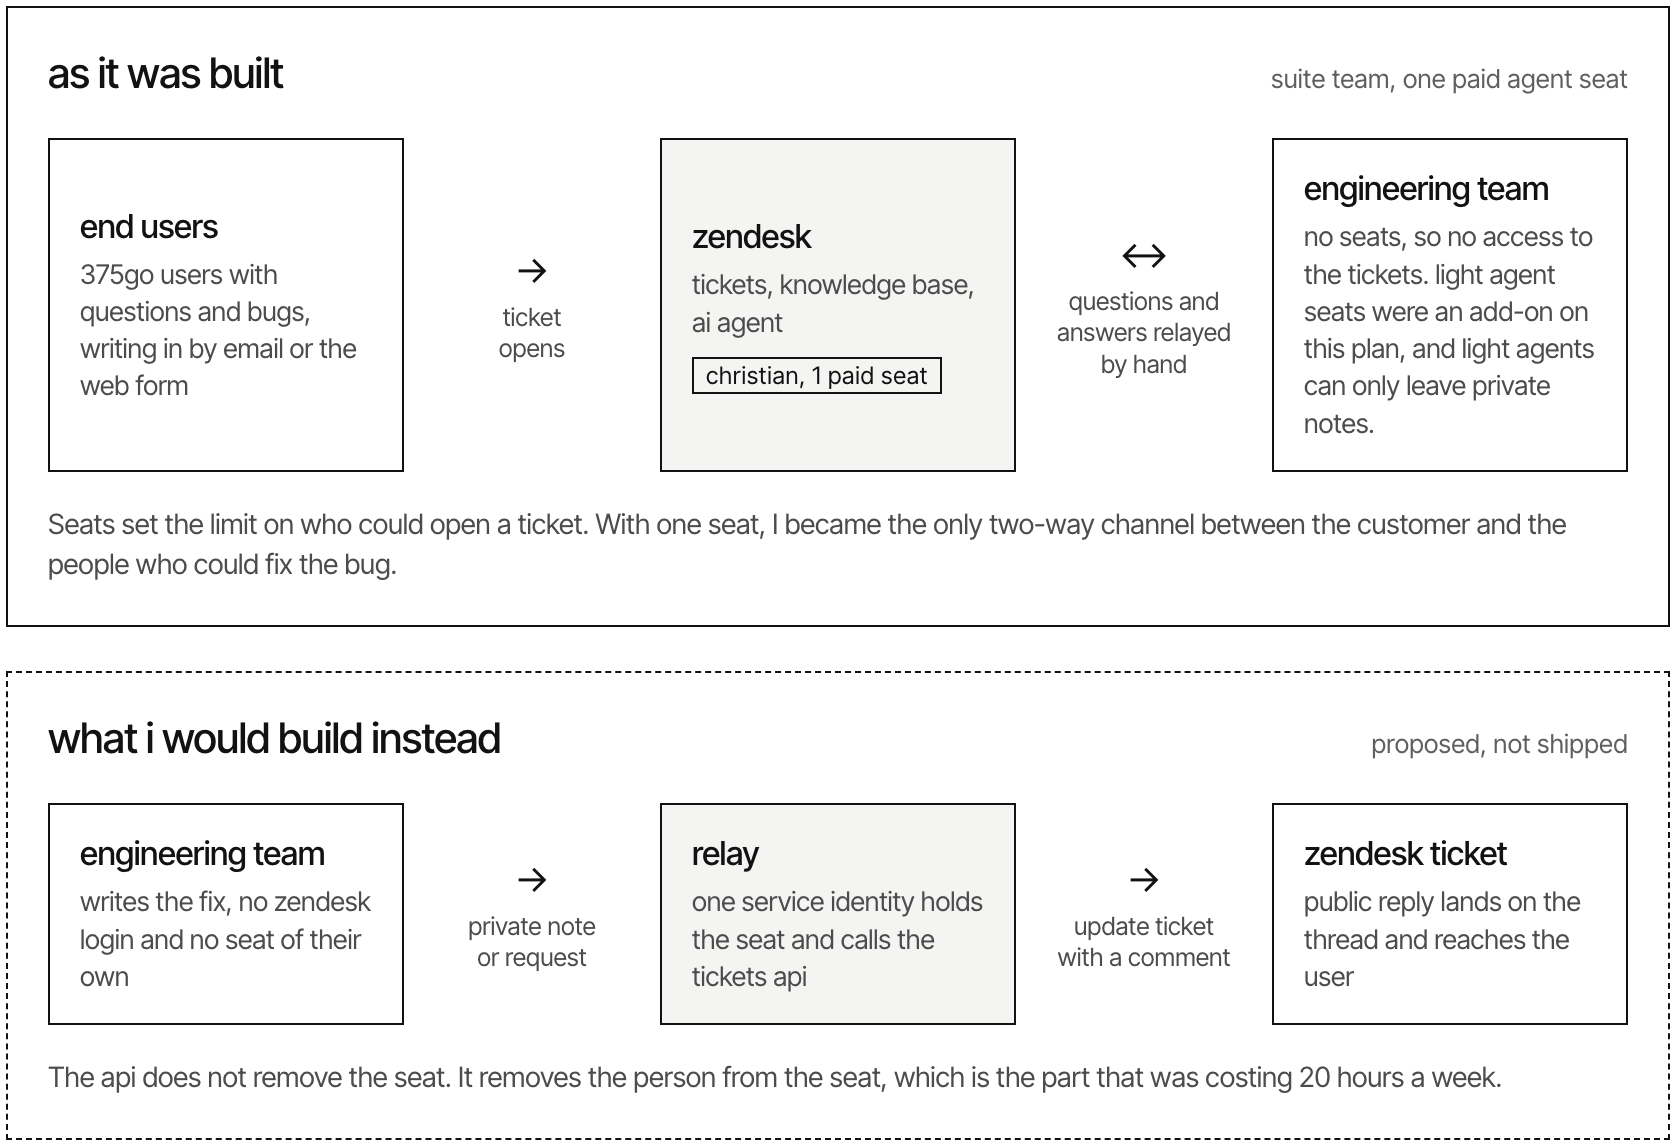 as it was built
suite team, one paid agent seat
end users
375go users with
questions and bugs,
writing in by email or the
web form
→
ticket
opens
zendesk
tickets, knowledge base,
ai agent
christian, 1 paid seat
↔
questions and
answers relayed
by hand
engineering team
no seats, so no access to
the tickets. light agent
seats were an add-on on
this plan, and light agents
can only leave private
notes.
Seats set the limit on who could open a ticket. With one seat, I became the only two-way channel between the customer and the
people who could fix the bug.
what i would build instead
proposed, not shipped
engineering team
writes the fix, no zendesk
login and no seat of their
own
→
private note
or request
relay
one service identity holds
the seat and calls the
tickets api
→
update ticket
with a comment
zendesk ticket
public reply lands on the
thread and reaches the
user
The api does not remove the seat. It removes the person from the seat, which is the part that was costing 20 hours a week.